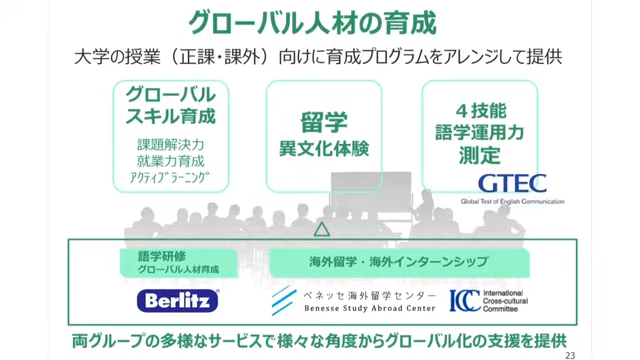 グローバル人材の育成
大学の授業（正課・課外）向けに育成プログラムをアレンジして提供
グローバル
スキル育成
課題解決力
就業力育成
ｱｸﾃｨﾌﾞﾗｰﾆﾝｸﾞ
留学
異文化体験
４技能
語学運用力
測定
GTEC
Global Test of English Communication
語学研修
グローバル人材育成
海外留学・海外インターンシップ
Berlitz
ベネッセ海外留学センター
Benesse Study Abroad Center
ICC
International
Cross-cultural
Committee
両グループの多様なサービスで様々な角度からグローバル化の支援を提供
23